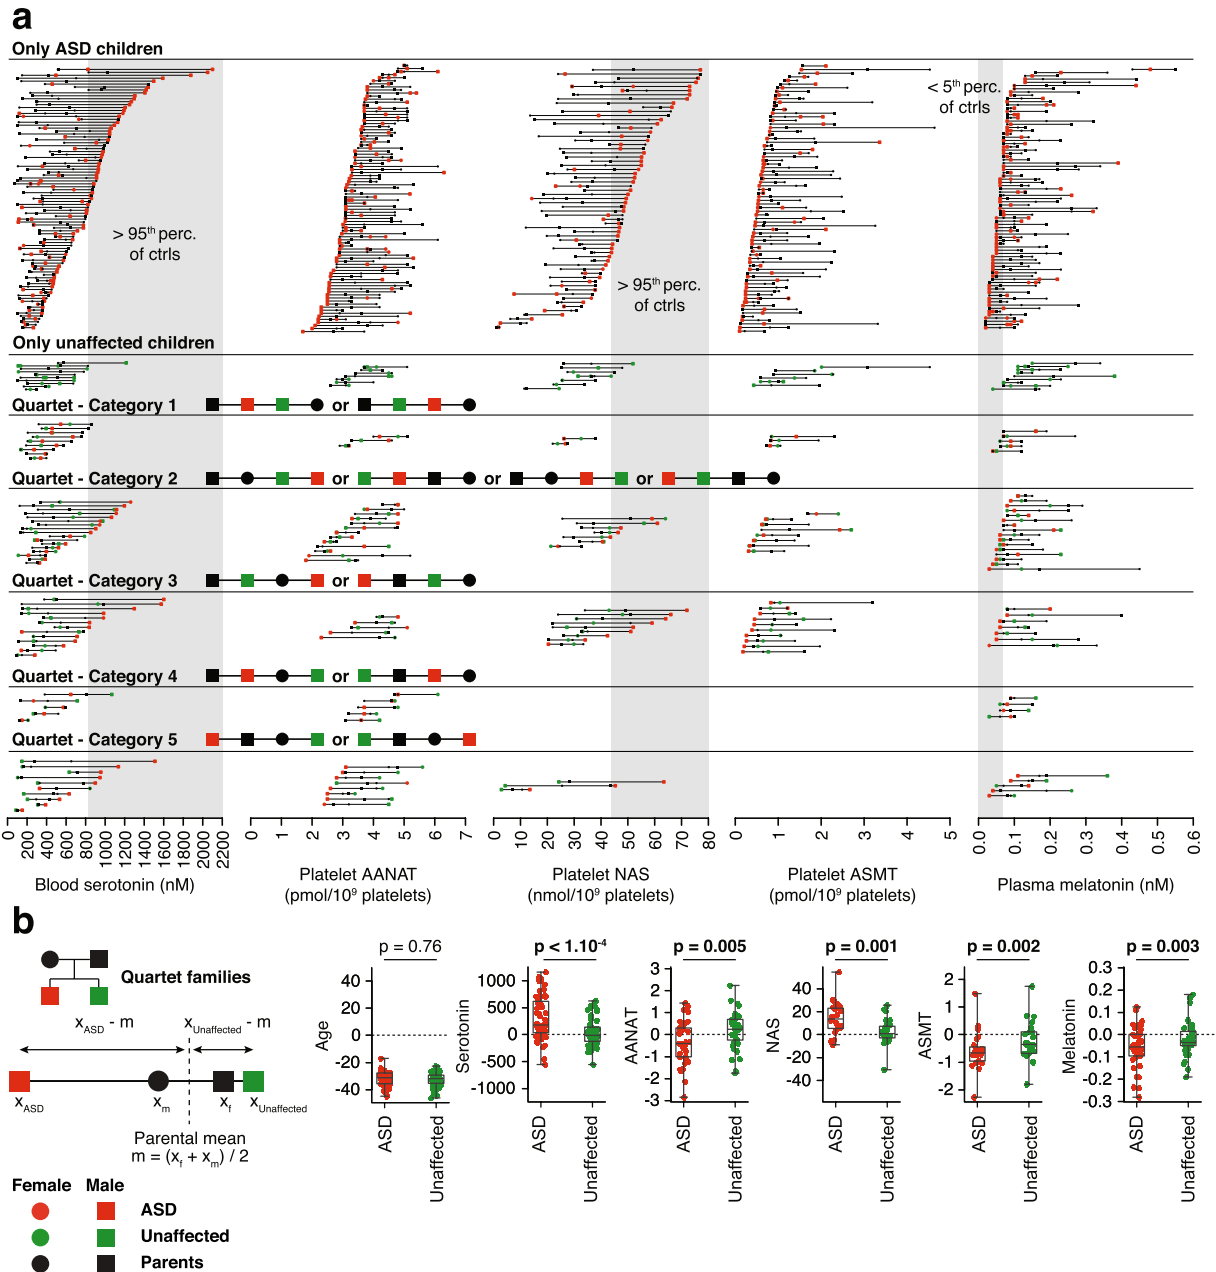 a
Only ASD children
< 5th perc.
of ctrls
> 95th perc.
of ctrls
> 95th perc.
of ctrls
Only unaffected children
Quartet - Category 1
or
Quartet - Category 2
or or or
Quartet - Category 3
or
Quartet - Category 4
or
Quartet - Category 5
or
0 200 400 600 800 1000 1200 1400 1600 1800 2000 2200
0 1 2 3 4 5 6 7
0 10 20 30 40 50 60 70 80
0 1 2 3 4 5
0.0 0.1 0.2 0.3 0.4 0.5 0.6
Blood serotonin (nM)
Platelet AANAT
(pmol/10⁹ platelets)
Platelet NAS
(nmol/10⁹ platelets)
Platelet ASMT
(pmol/10⁹ platelets)
Plasma melatonin (nM)
b
Quartet families
xASD - m xUnaffected - m
xASD xm xf xUnaffected
Parental mean
m = (xf + xm) / 2
Female Male
ASD
Unaffected
Parents
p = 0.76
Age
40
20
0
-20
-40
ASD
Unaffected
p < 1.10⁻⁴
Serotonin
1000
500
0
-500
-1000
ASD
Unaffected
p = 0.005
AANAT
3
2
1
0
-1
-2
-3
ASD
Unaffected
p = 0.001
NAS
40
20
0
-20
-40
ASD
Unaffected
p = 0.002
ASMT
2
1
0
-1
-2
ASD
Unaffected
p = 0.003
Melatonin
0.3
0.2
0.1
0.0
-0.1
-0.2
-0.3
ASD
Unaffected